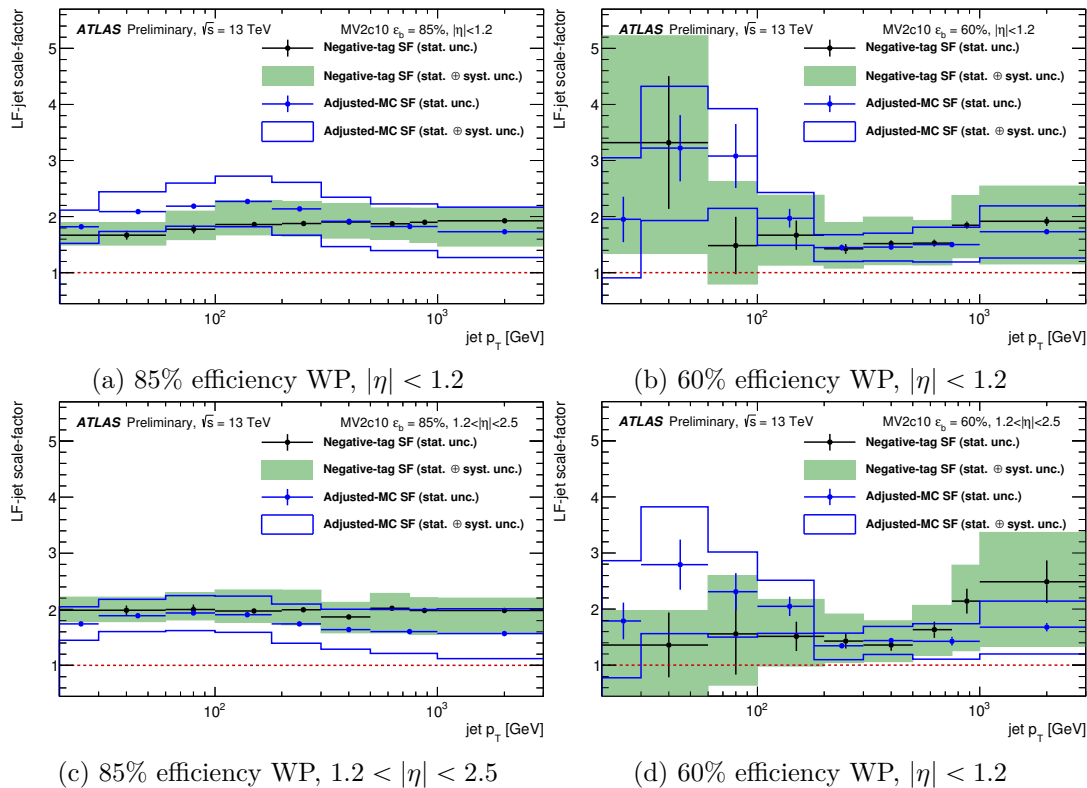 ATLAS Preliminary, √s = 13 TeV
MV2c10 ε_b = 85%, |η|<1.2
Negative-tag SF (stat. unc.)
Negative-tag SF (stat. ⊕ syst. unc.)
Adjusted-MC SF (stat. unc.)
Adjusted-MC SF (stat. ⊕ syst. unc.)
LF-jet scale-factor
5
4
3
2
1
10²
10³
jet p_T [GeV]
(a) 85% efficiency WP, |η| < 1.2
ATLAS Preliminary, √s = 13 TeV
MV2c10 ε_b = 60%, |η|<1.2
Negative-tag SF (stat. unc.)
Negative-tag SF (stat. ⊕ syst. unc.)
Adjusted-MC SF (stat. unc.)
Adjusted-MC SF (stat. ⊕ syst. unc.)
LF-jet scale-factor
5
4
3
2
1
10²
10³
jet p_T [GeV]
(b) 60% efficiency WP, |η| < 1.2
ATLAS Preliminary, √s = 13 TeV
MV2c10 ε_b = 85%, 1.2<|η|<2.5
Negative-tag SF (stat. unc.)
Negative-tag SF (stat. ⊕ syst. unc.)
Adjusted-MC SF (stat. unc.)
Adjusted-MC SF (stat. ⊕ syst. unc.)
LF-jet scale-factor
5
4
3
2
1
10²
10³
jet p_T [GeV]
(c) 85% efficiency WP, 1.2 < |η| < 2.5
ATLAS Preliminary, √s = 13 TeV
MV2c10 ε_b = 60%, 1.2<|η|<2.5
Negative-tag SF (stat. unc.)
Negative-tag SF (stat. ⊕ syst. unc.)
Adjusted-MC SF (stat. unc.)
Adjusted-MC SF (stat. ⊕ syst. unc.)
LF-jet scale-factor
5
4
3
2
1
10²
10³
jet p_T [GeV]
(d) 60% efficiency WP, |η| < 1.2